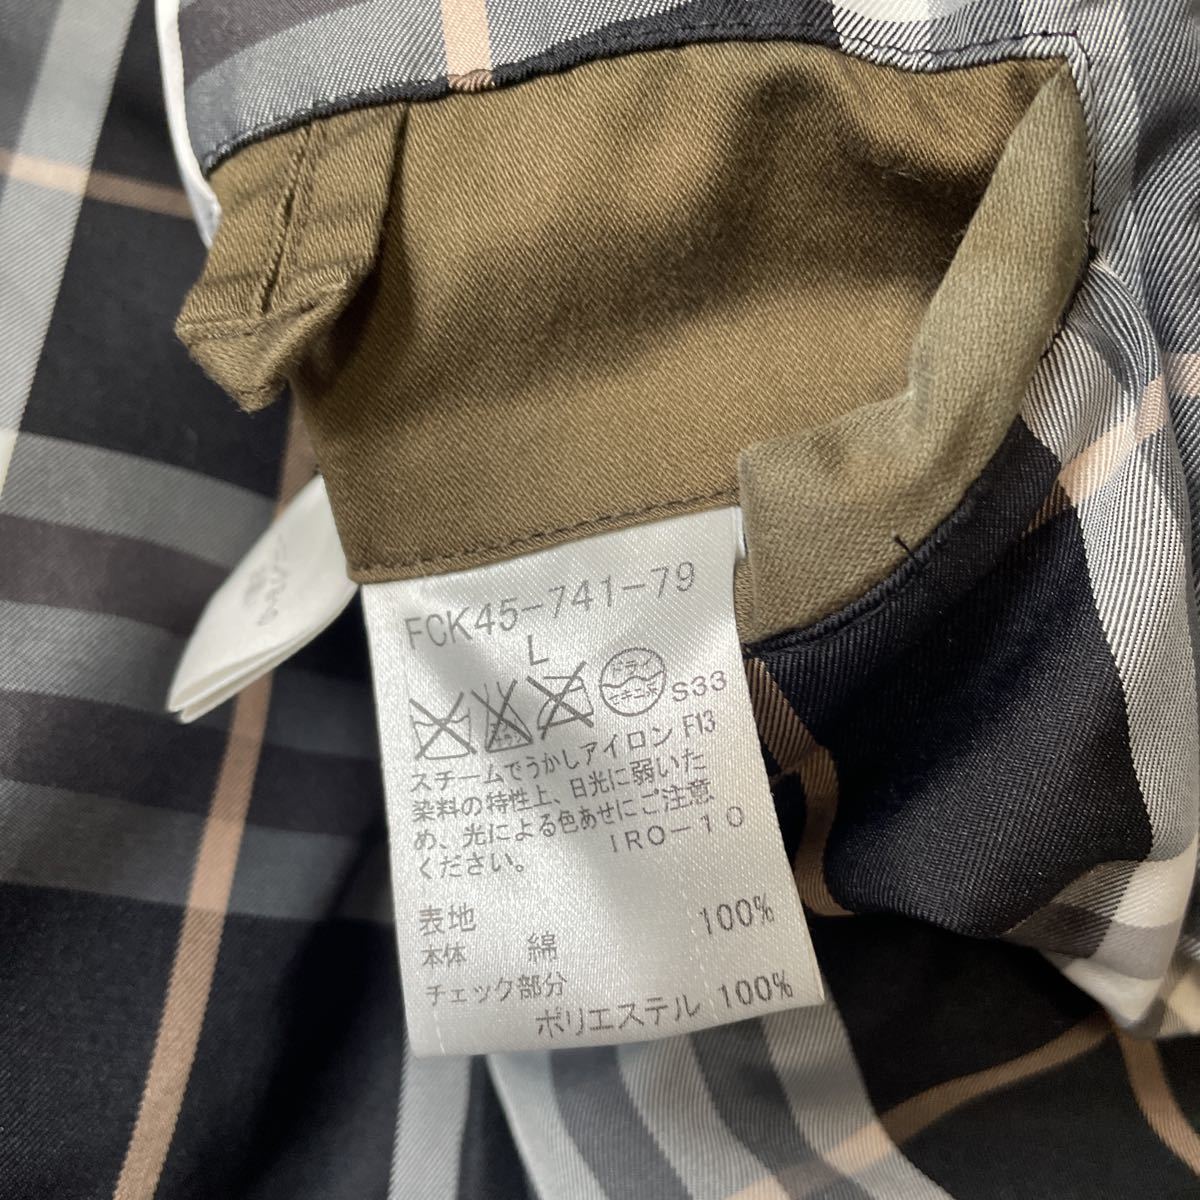 FCK45-741-79
L
ドライ
セキユ系
S33
スチームでうかしアイロン F13
染料の特性上、日光に弱いた
め、光による色あせにご注意
ください。
IRO-10
表地
本体 綿 100%
チェック部分
ポリエステル 100%